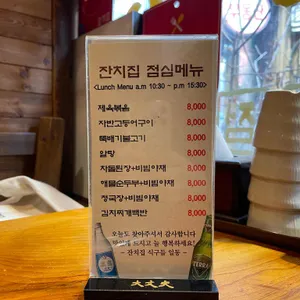 잔치집 점심메뉴
<Lunch Menu a.m 10:30 ~ p.m 15:30>
제육볶음 8,000
자반고등어구이 8,000
뚝배기불고기 8,000
알탕 8,000
차돌된장+비빔야채 8,000
해물순두부+비빔야채 8,000
청국장+비빔야채 8,000
김치찌개백반 8,000
오늘도 찾아주셔서 감사합니다
맛있게 드시고 늘 행복하세요!
- 잔치집 식구들 일동 -
TERRA